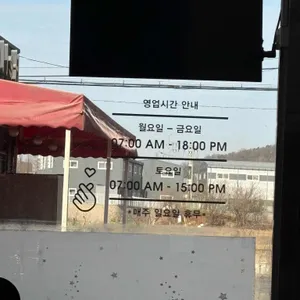 영업시간 안내
월요일 – 금요일
07:00 AM - 18:00 PM
토요일
07:00 AM - 15:00 PM
*매주 일요일 휴무*